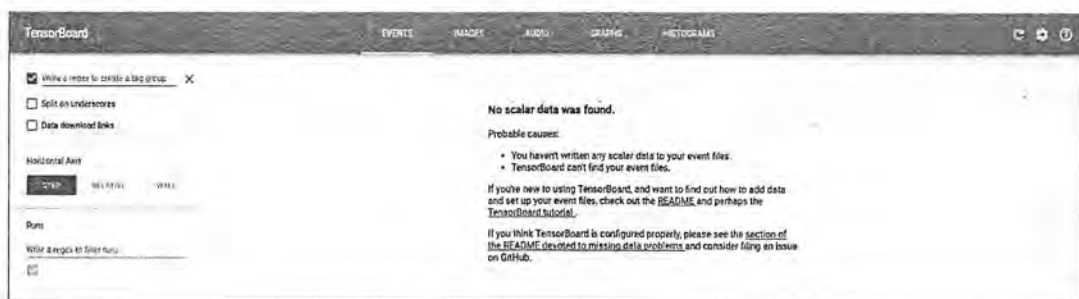 TensorBoard
EVENTS
IMAGES
AUDIO
GRAPHS
HISTOGRAMS
Write a regex to create a tag group
Split on underscores
Data download links
Horizontal Axis
STEP
RELATIVE
WALL
Runs
Write a regex to filter runs
No scalar data was found.
Probable causes:
• You haven't written any scalar data to your event files.
• TensorBoard can't find your event files.
If you're new to using TensorBoard, and want to find out how to add data
and set up your event files, check out the README and perhaps the
TensorBoard tutorial.
If you think TensorBoard is configured properly, please see the section of
the README devoted to missing data problems and consider filing an issue
on GitHub.